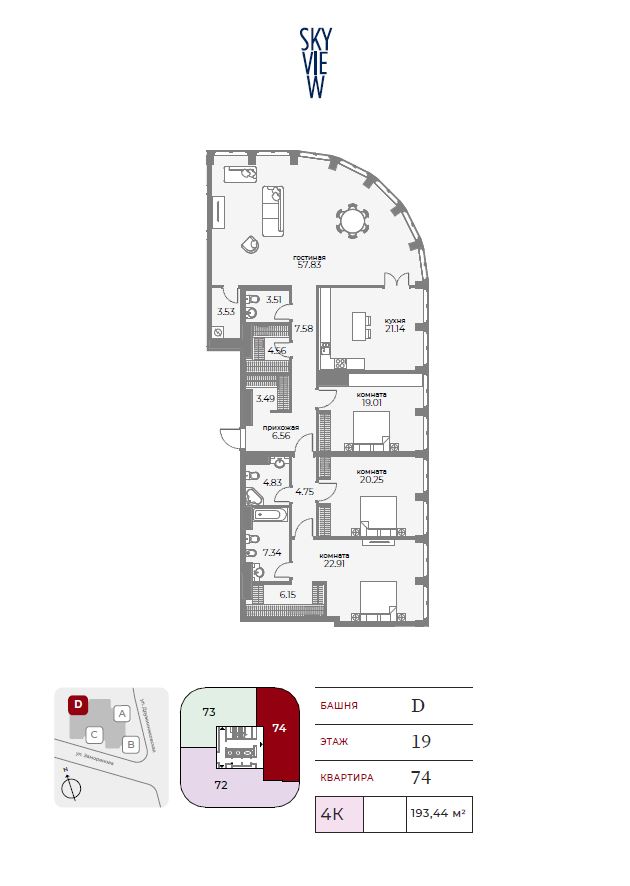 SKY
VIE
W
гостиная
57.83
3.53
3.51
7.58
кухня
21.14
4.56
3.49
комната
19.01
прихожая
6.56
4.83
4.75
комната
20.25
7.34
комната
22.91
6.15
D
A
C
B
ул. Дружинниковская
ул. Заморенова
N
73
74
72
БАШНЯ D
ЭТАЖ 19
КВАРТИРА 74
4К 193,44 м²